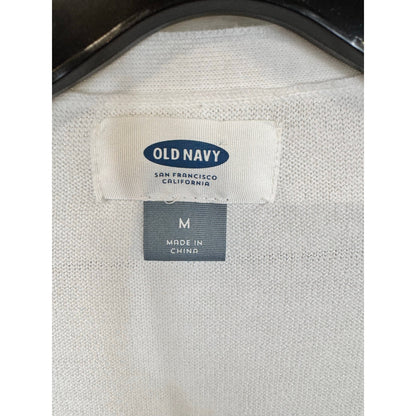 OLD NAVY
SAN FRANCISCO
CALIFORNIA
M
MADE IN
CHINA